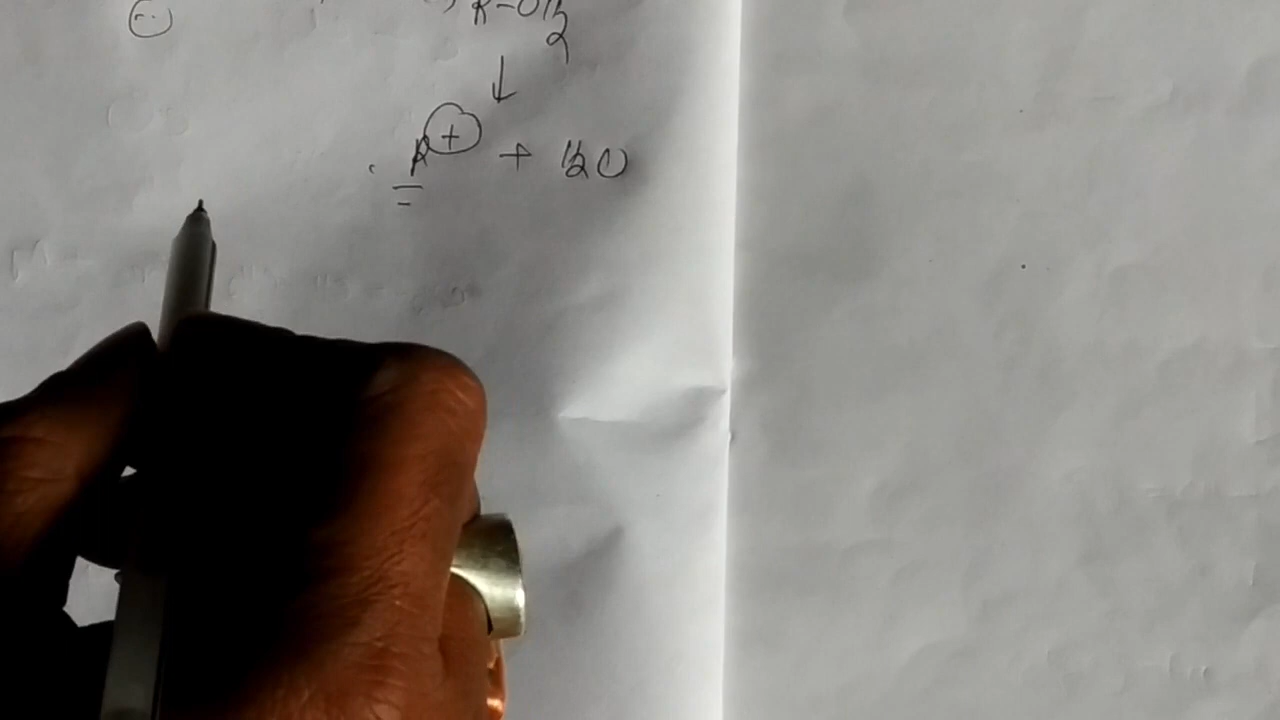 R-OH2
↓
R+ + H2O